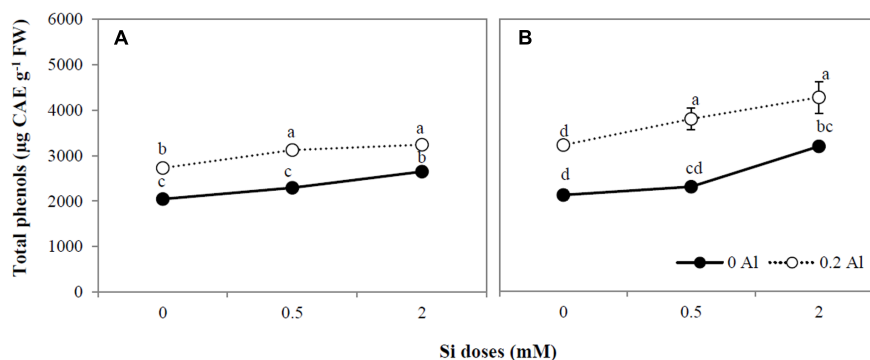 Total phenols (µg CAE g-1 FW)
6000
5000
4000
3000
2000
1000
0
A
b
a
a
c
c
b
0
0.5
2
B
d
a
a
d
cd
bc
0 Al
0.2 Al
0
0.5
2
Si doses (mM)